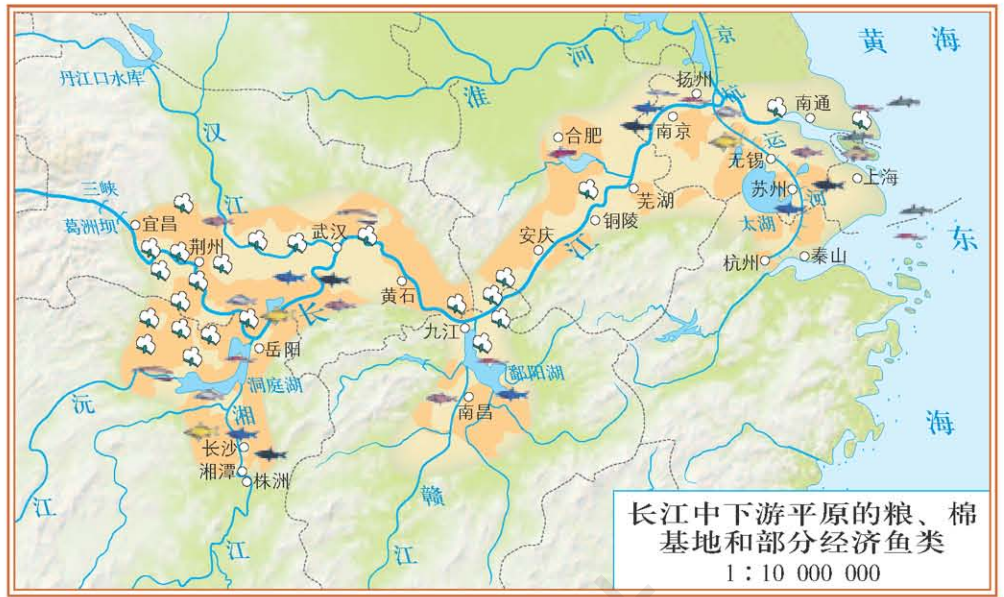 黄海
京
河
扬州
丹江口水库
淮
杭
南通
汉
南京
合肥
运
无锡
三峡
苏州
上海
江
芜湖
河
葛洲坝
宜昌
武汉
铜陵
太湖
东
荆州
安庆
江
杭州
秦山
黄石
长
九江
岳阳
鄱阳湖
洞庭湖
沅
湘
南昌
海
长沙
湘潭
株洲
赣
江
江
江
长江中下游平原的粮、棉
基地和部分经济鱼类
1∶10 000 000